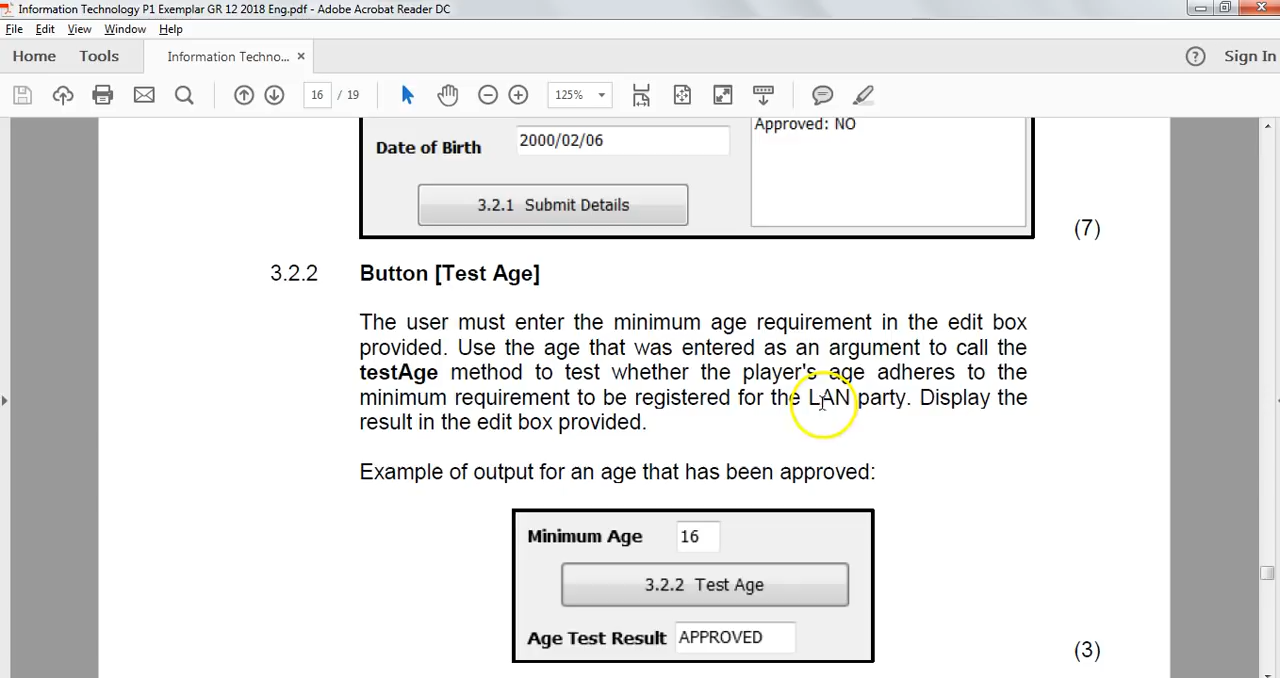 Information Technology P1 Exemplar GR 12 2018 Eng.pdf - Adobe Acrobat Reader DC
File Edit View Window Help
Home Tools Information Techno... × ? Sign In
16 / 19 125%
Approved: NO
Date of Birth 2000/02/06
3.2.1 Submit Details
(7)
3.2.2 Button [Test Age]
The user must enter the minimum age requirement in the edit box
provided. Use the age that was entered as an argument to call the
testAge method to test whether the player's age adheres to the
minimum requirement to be registered for the LAN party. Display the
result in the edit box provided.
Example of output for an age that has been approved:
Minimum Age 16
3.2.2 Test Age
Age Test Result APPROVED
(3)